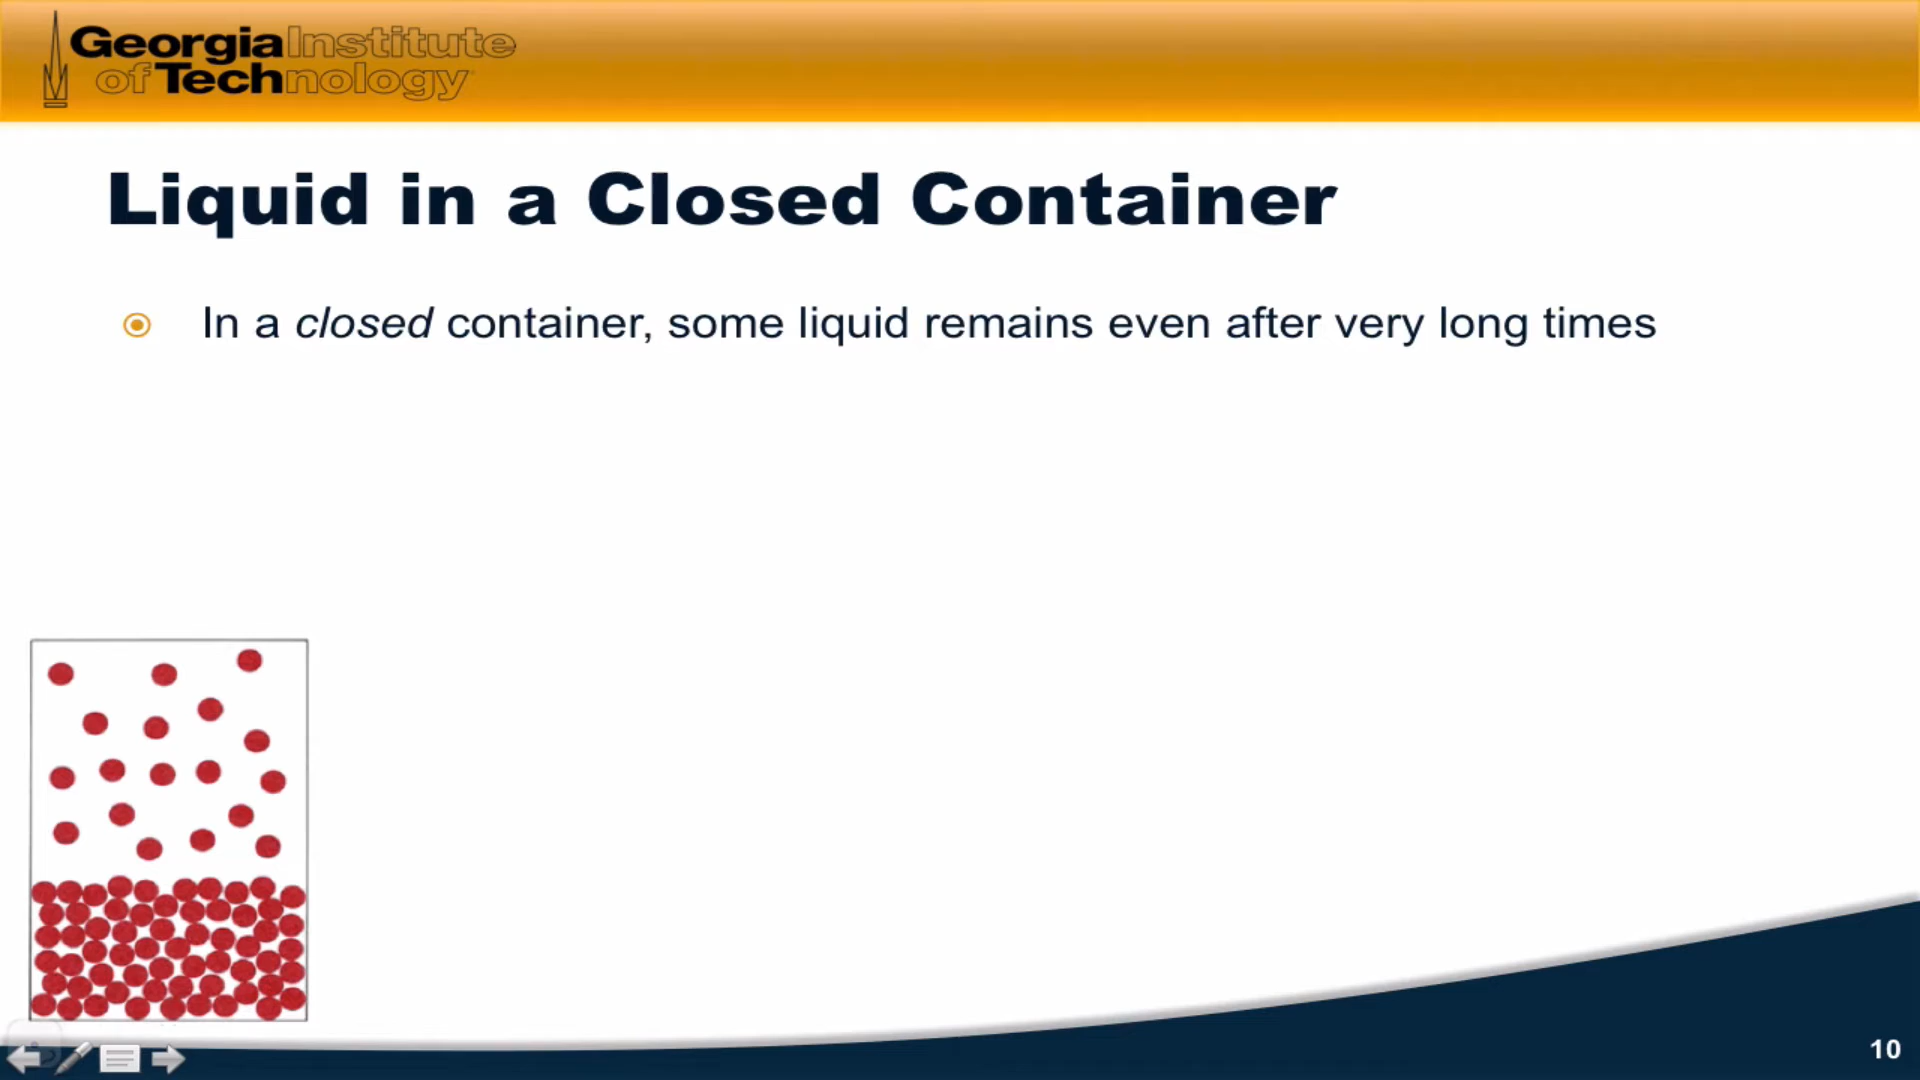 Georgia Institute
of Technology
Liquid in a Closed Container
In a closed container, some liquid remains even after very long times
10